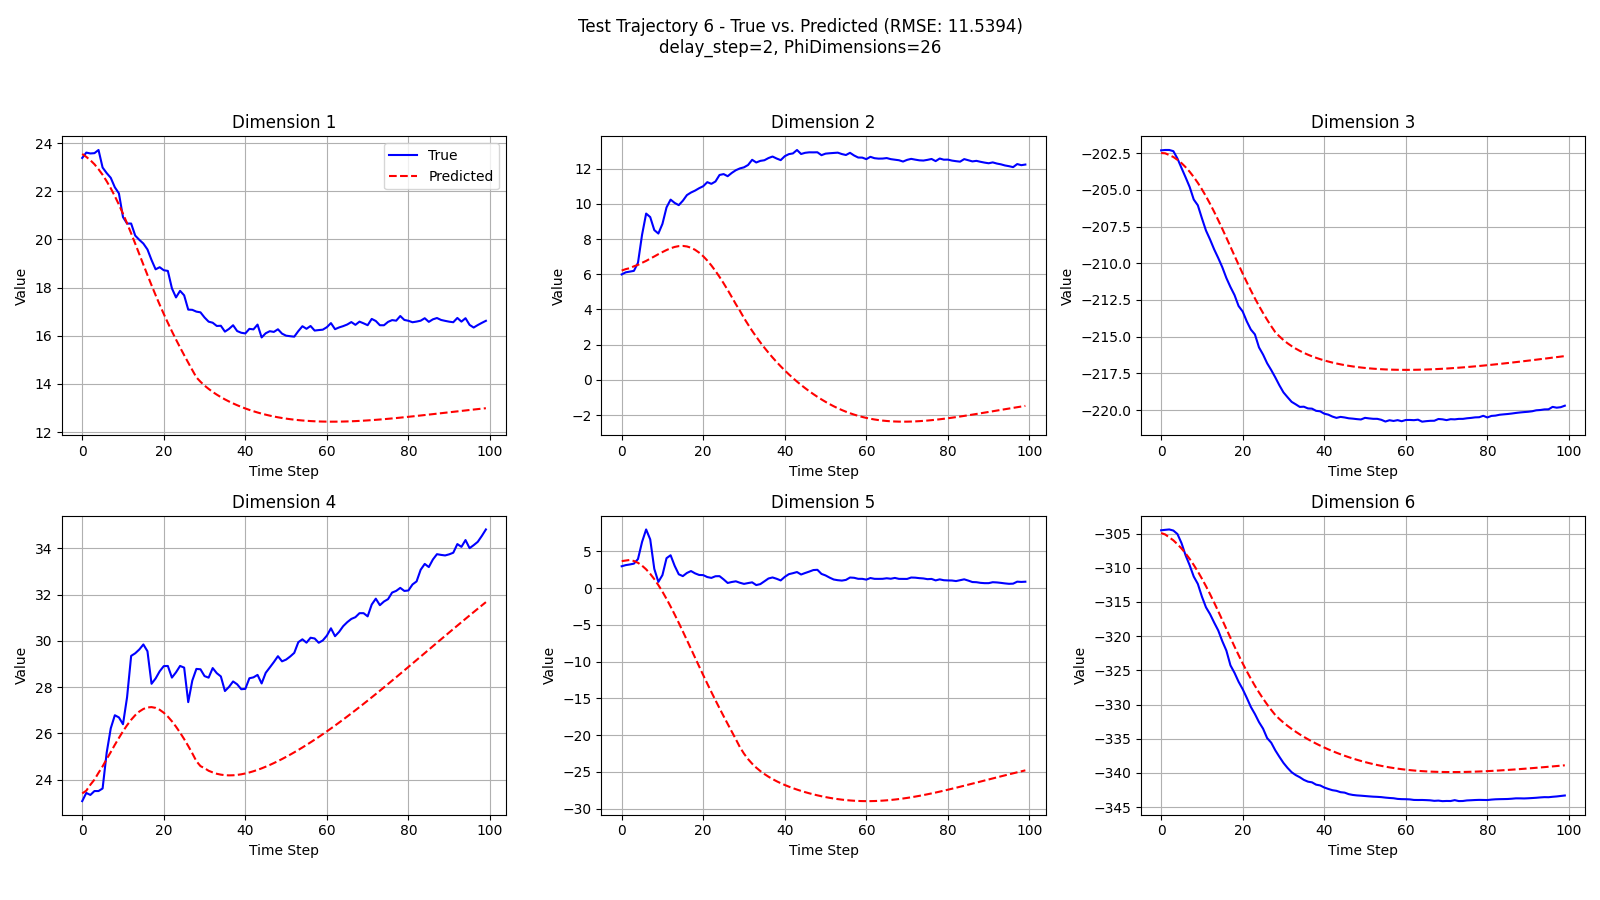 Test Trajectory 6 - True vs. Predicted (RMSE: 11.5394)
delay_step=2, PhiDimensions=26
Dimension 1
Value
24
22
20
18
16
14
12
True
Predicted
0 20 40 60 80 100
Time Step
Dimension 2
Value
12
10
8
6
4
2
0
−2
0 20 40 60 80 100
Time Step
Dimension 3
Value
−202.5
−205.0
−207.5
−210.0
−212.5
−215.0
−217.5
−220.0
0 20 40 60 80 100
Time Step
Dimension 4
Value
34
32
30
28
26
24
0 20 40 60 80 100
Time Step
Dimension 5
Value
5
0
−5
−10
−15
−20
−25
−30
0 20 40 60 80 100
Time Step
Dimension 6
Value
−305
−310
−315
−320
−325
−330
−335
−340
−345
0 20 40 60 80 100
Time Step